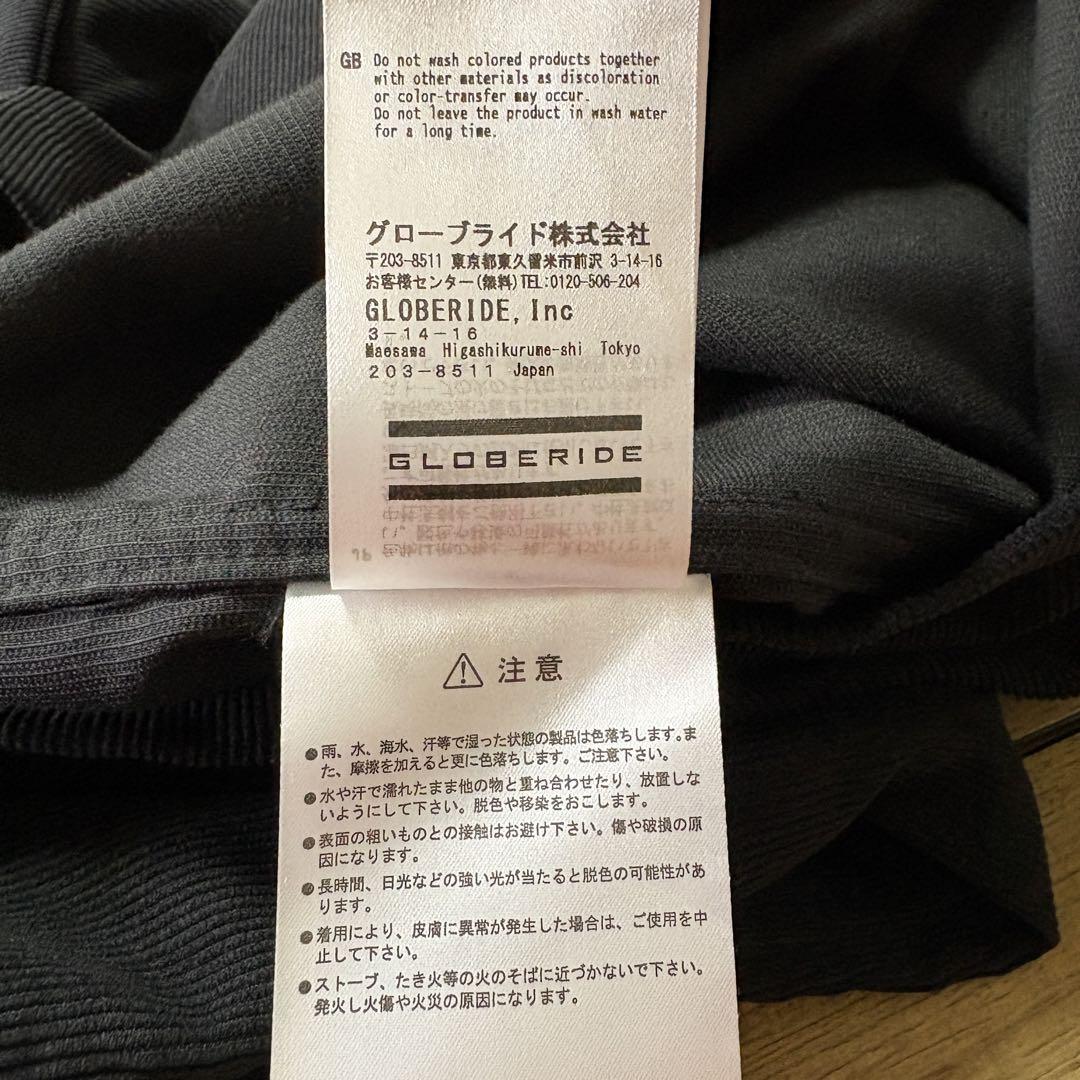 GB Do not wash colored products together
with other materials as discoloration
or color-transfer may occur.
Do not leave the product in wash water
for a long time.
グローブライド株式会社
〒203-8511 東京都東久留米市前沢 3-14-16
お客様センター(無料)TEL:0120-506-204
GLOBERIDE, Inc
3-14-16
Maesawa Higashikurume-shi Tokyo
203-8511 Japan
GLOBERIDE
JP
⚠ 注意
●雨、水、海水、汗等で湿った状態の製品は色落ちします。ま
た、摩擦を加えると更に色落ちします。ご注意下さい。
●水や汗で濡れたまま他の物と重ね合わせたり、放置しな
いようにして下さい。脱色や移染をおこします。
●表面の粗いものとの接触はお避け下さい。傷や破損の原
因になります。
●長時間、日光などの強い光が当たると脱色の可能性があ
ります。
●着用により、皮膚に異常が発生した場合は、ご使用を中
止して下さい。
●ストーブ、たき火等の火のそばに近づかないで下さい。
発火し火傷や火災の原因になります。